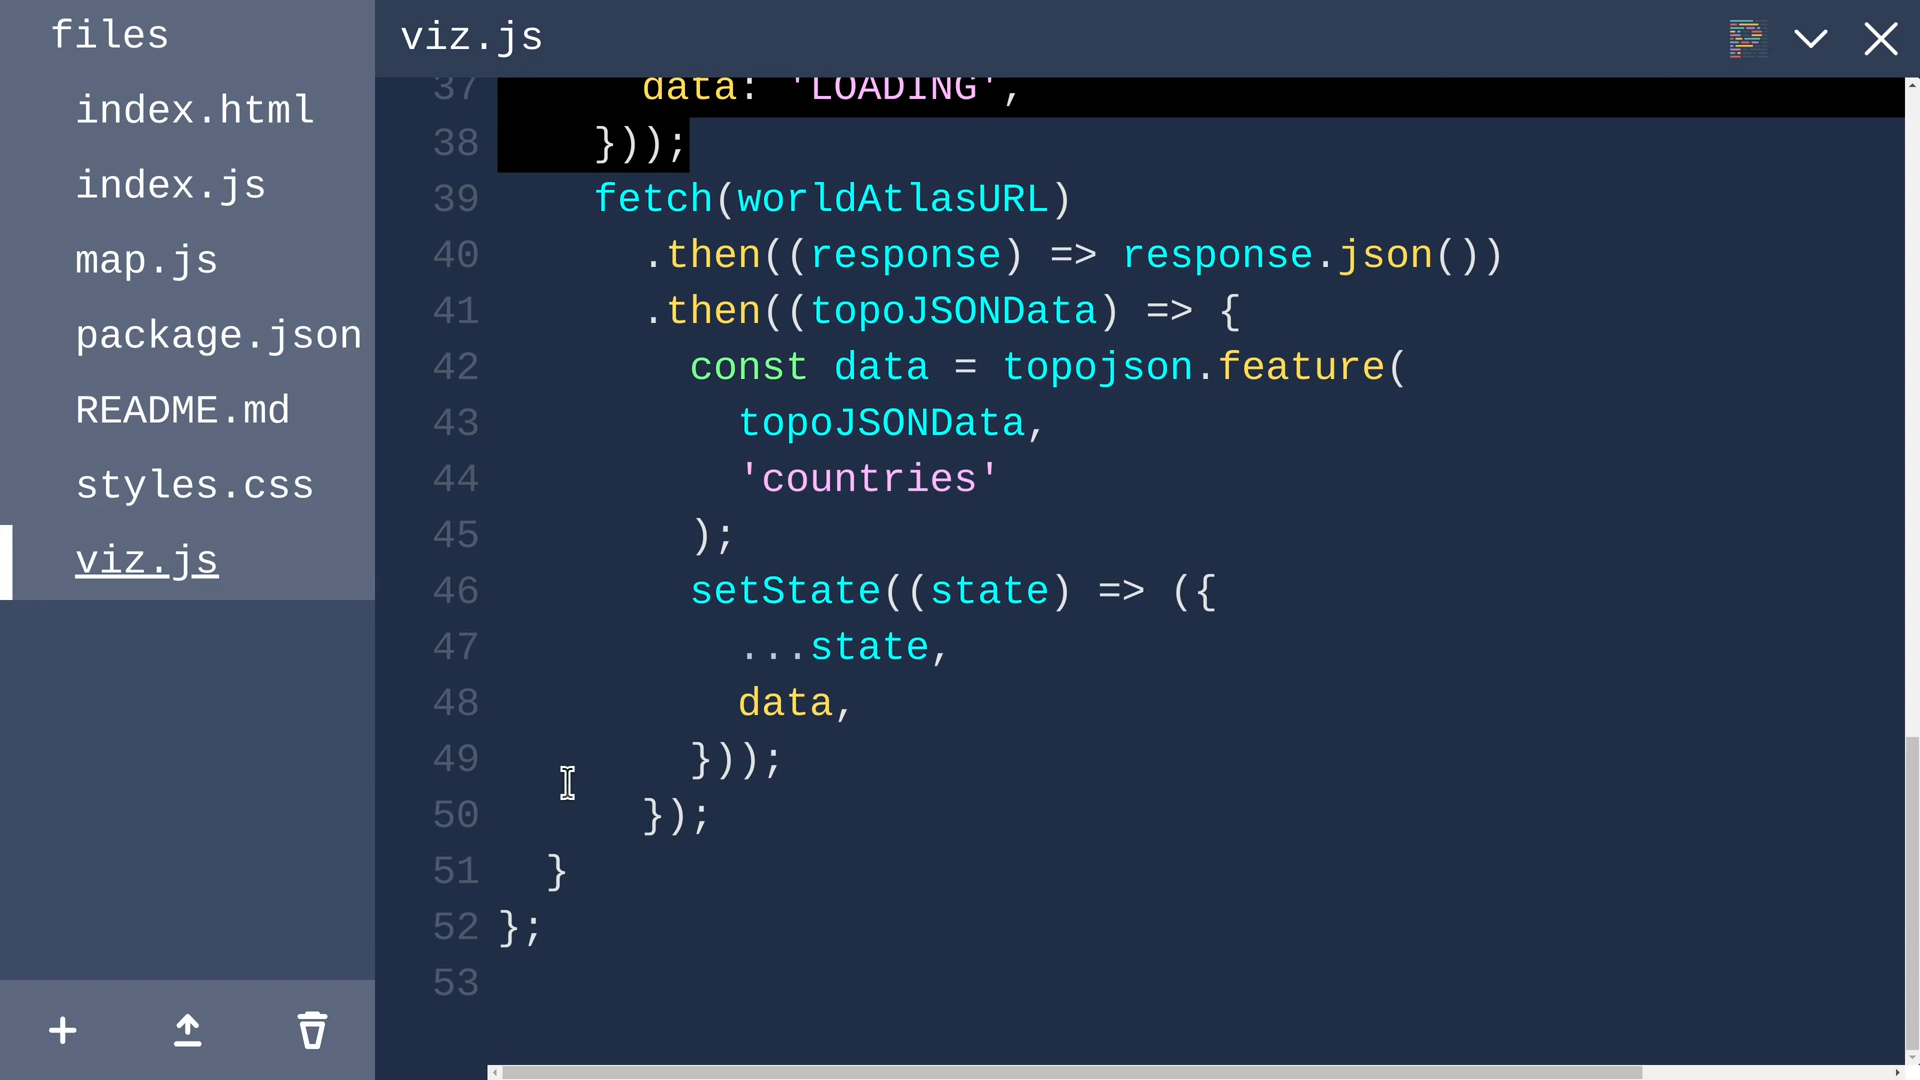 files
index.html
index.js
map.js
package.json
README.md
styles.css
viz.js
viz.js
37 data: 'LOADING',
38 }));
39 fetch(worldAtlasURL)
40 .then((response) => response.json())
41 .then((topoJSONData) => {
42 const data = topojson.feature(
43 topoJSONData,
44 'countries'
45 );
46 setState((state) => ({
47 ...state,
48 data,
49 }));
50 });
51 }
52 };
53